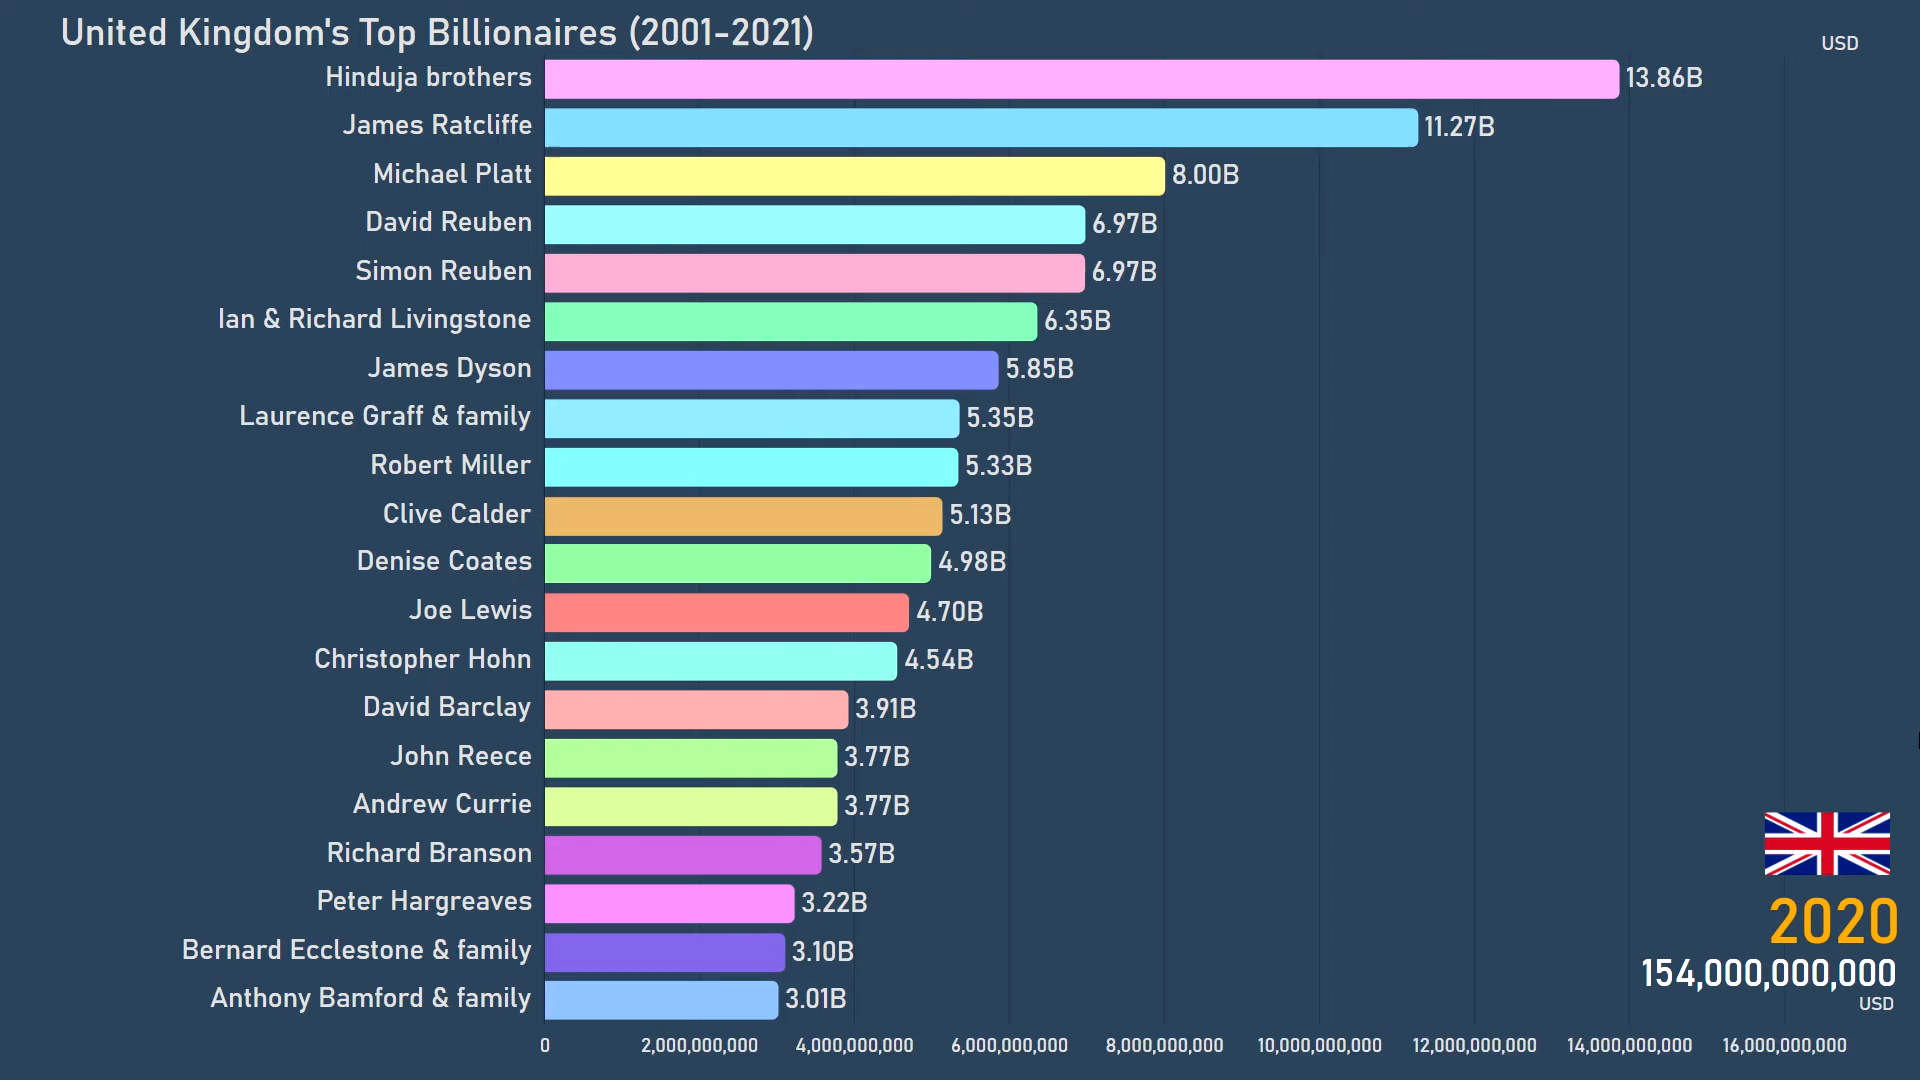 United Kingdom's Top Billionaires (2001-2021)
USD
Hinduja brothers 13.86B
James Ratcliffe 11.27B
Michael Platt 8.00B
David Reuben 6.97B
Simon Reuben 6.97B
Ian & Richard Livingstone 6.35B
James Dyson 5.85B
Laurence Graff & family 5.35B
Robert Miller 5.33B
Clive Calder 5.13B
Denise Coates 4.98B
Joe Lewis 4.70B
Christopher Hohn 4.54B
David Barclay 3.91B
John Reece 3.77B
Andrew Currie 3.77B
Richard Branson 3.57B
Peter Hargreaves 3.22B
Bernard Ecclestone & family 3.10B
Anthony Bamford & family 3.01B
2020
154,000,000,000
USD
0 2,000,000,000 4,000,000,000 6,000,000,000 8,000,000,000 10,000,000,000 12,000,000,000 14,000,000,000 16,000,000,000